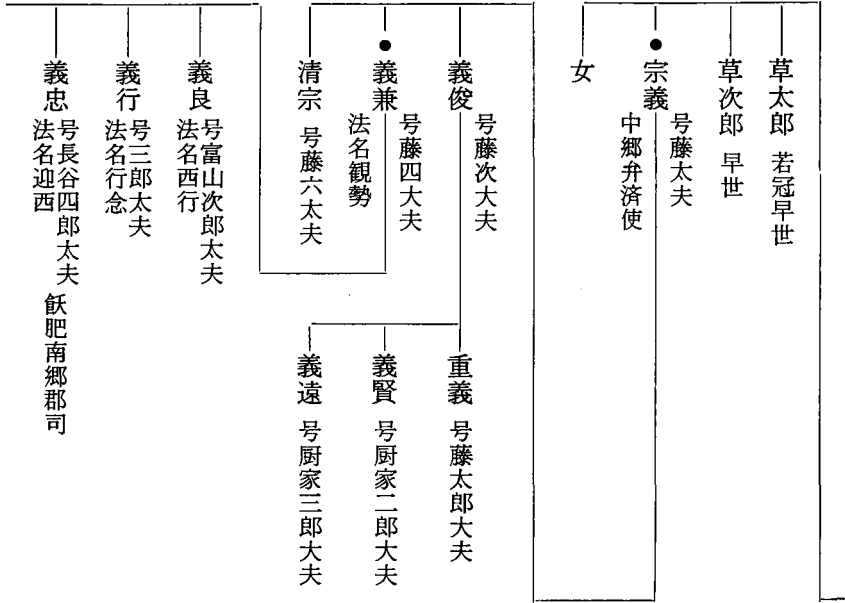 草太郎 若冠早世
草次郎 早世
宗義
号藤太夫
中郷弁済使
女
義俊 号藤次大夫
義兼
号藤四大夫
法名観勢
清宗 号藤六太夫
重義 号藤太郎大夫
義賢 号厨家二郎大夫
義遠 号厨家三郎大夫
義良
号富山次郎太夫
法名西行
義行
号三郎太夫
法名行念
義忠
号長谷四郎太夫
法名迎西
飫肥南郷郡司